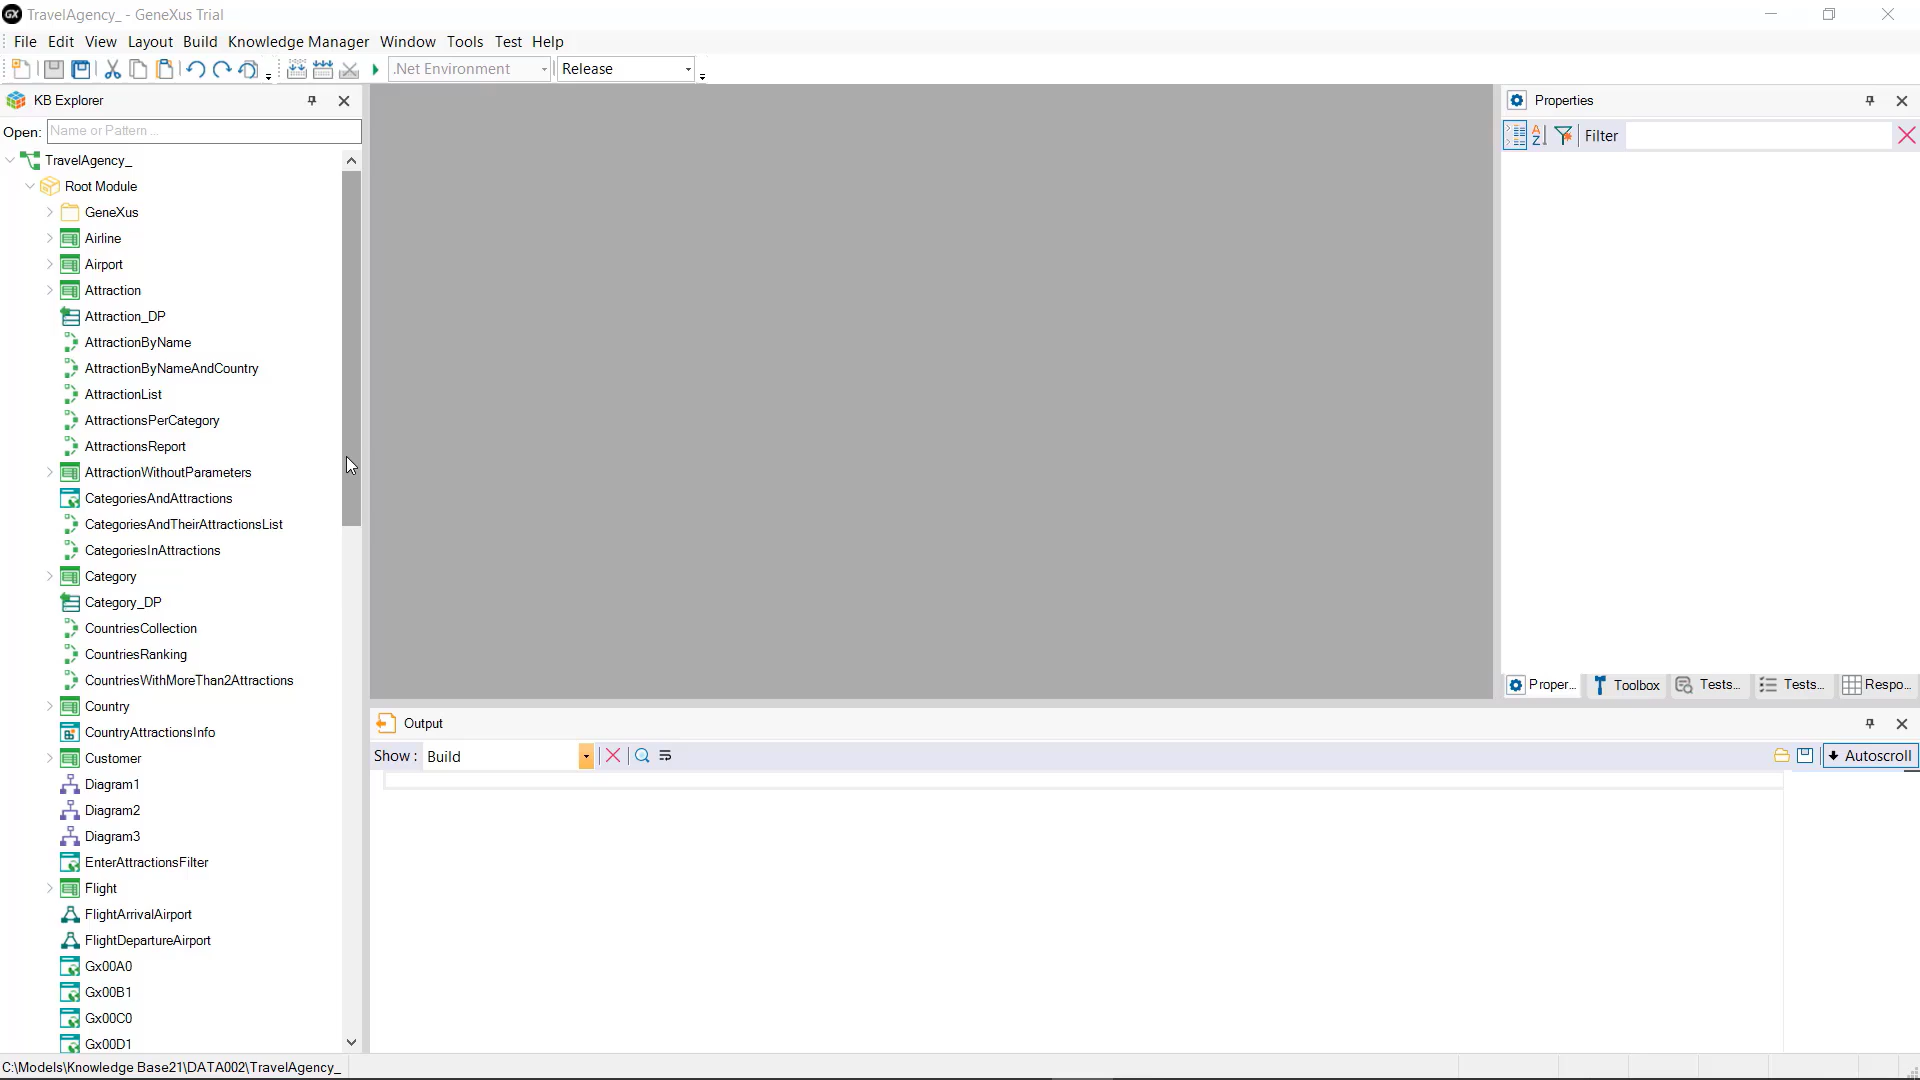 TravelAgency_ - GeneXus Trial
File Edit View Layout Build Knowledge Manager Window Tools Test Help
.Net Environment Release
KB Explorer
Open: Name or Pattern ...
TravelAgency_
Root Module
GeneXus
Airline
Airport
Attraction
Attraction_DP
AttractionByName
AttractionByNameAndCountry
AttractionList
AttractionsPerCategory
AttractionsReport
AttractionWithoutParameters
CategoriesAndAttractions
CategoriesAndTheirAttractionsList
CategoriesInAttractions
Category
Category_DP
CountriesCollection
CountriesRanking
CountriesWithMoreThan2Attractions
Country
CountryAttractionsInfo
Customer
Diagram1
Diagram2
Diagram3
EnterAttractionsFilter
Flight
FlightArrivalAirport
FlightDepartureAirport
Gx00A0
Gx00B1
Gx00C0
Gx00D1
Properties
Filter
Proper... Toolbox Tests... Tests... Respo...
Output
Show : Build
Autoscroll
C:\Models\Knowledge Base21\DATA002\TravelAgency_